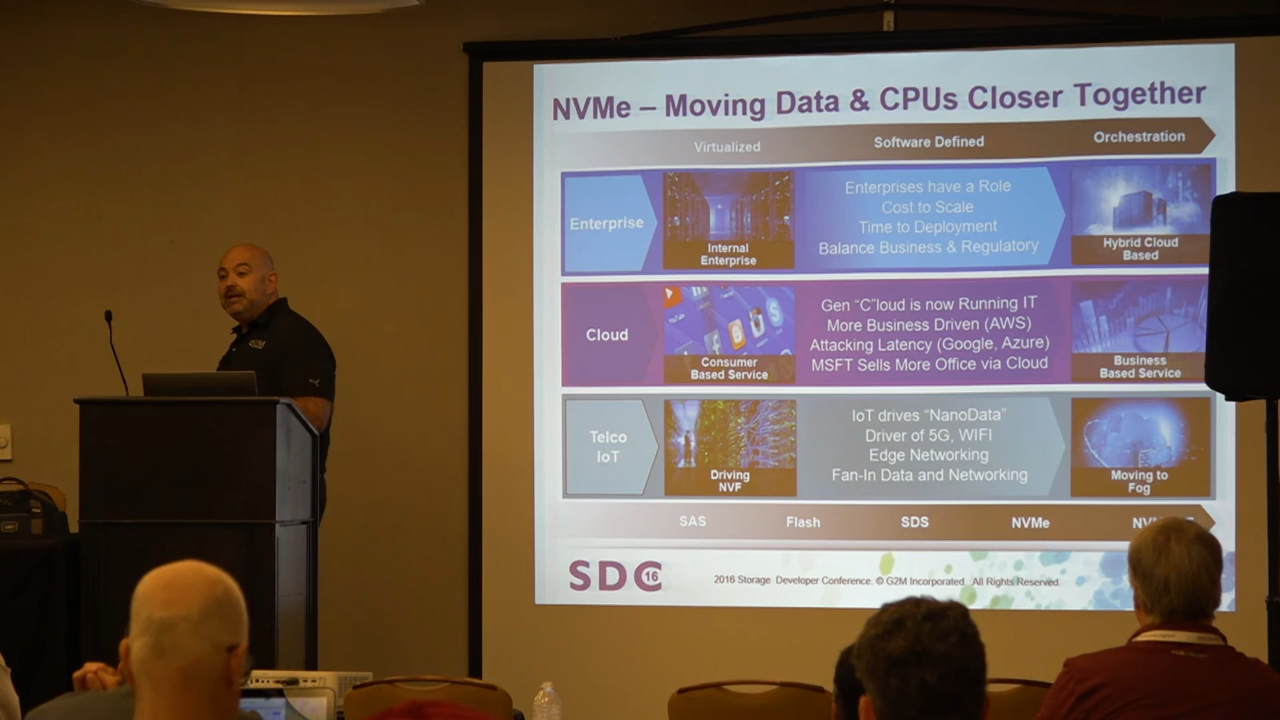 NVMe – Moving Data & CPUs Closer Together
Virtualized Software Defined Orchestration
Enterprise
Internal
Enterprise
Enterprises have a Role
Cost to Scale
Time to Deployment
Balance Business & Regulatory
Hybrid Cloud
Based
Cloud
YouTube
Consumer
Based Service
Gen “C”loud is now Running IT
More Business Driven (AWS)
Attacking Latency (Google, Azure)
MSFT Sells More Office via Cloud
Business
Based Service
Telco
IoT
Driving
NVF
IoT drives “NanoData”
Driver of 5G, WIFI
Edge Networking
Fan-In Data and Networking
Moving to
Fog
SAS Flash SDS NVMe
SDC 16
2016 Storage Developer Conference. © G2M Incorporated. All Rights Reserved.